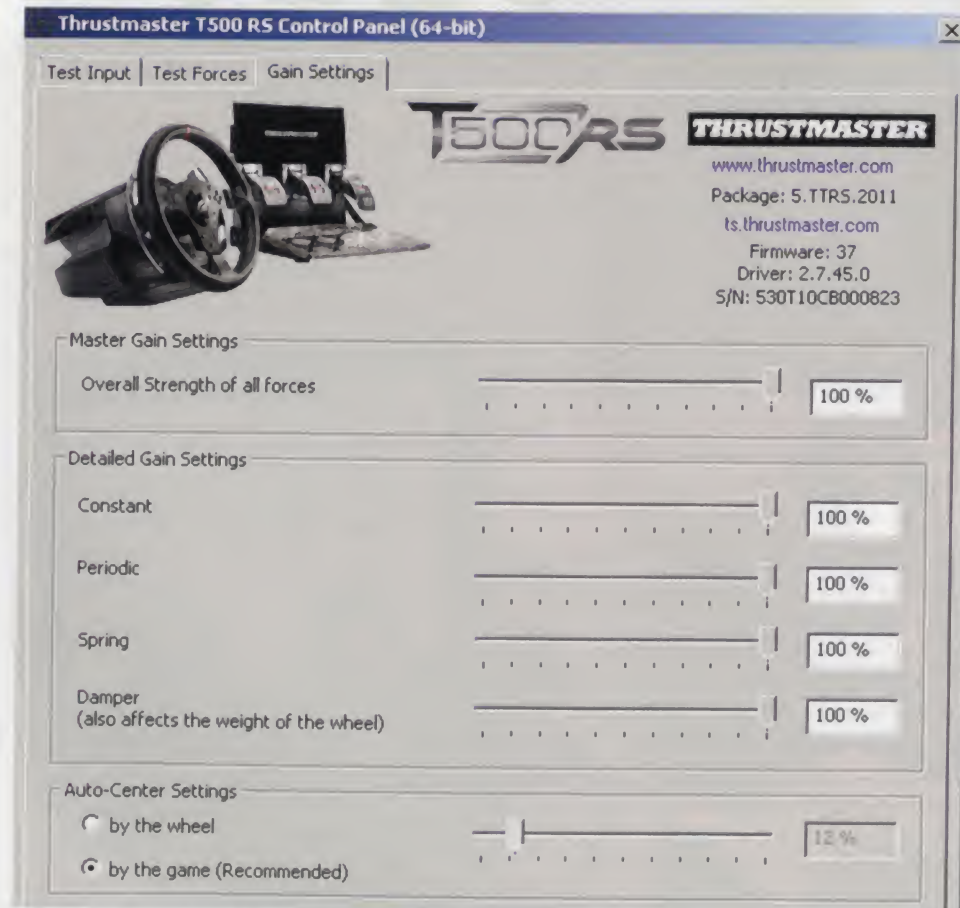 Thrustmaster T500 RS Control Panel (64-bit)
Test Input
Test Forces
Gain Settings
T500RS
THRUSTMASTER
www.thrustmaster.com
Package: 5.TTRS.2011
ts.thrustmaster.com
Firmware: 37
Driver: 2.7.45.0
S/N: 530T10CB000823
Master Gain Settings
Overall Strength of all forces
100 %
Detailed Gain Settings
Constant
100 %
Periodic
100 %
Spring
100 %
Damper
(also affects the weight of the wheel)
100 %
Auto-Center Settings
by the wheel
12 %
by the game (Recommended)